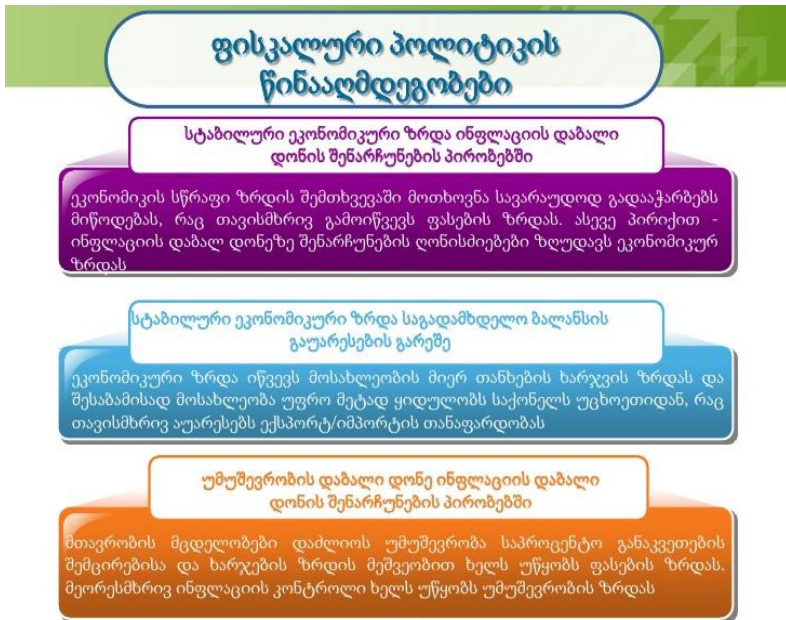 ფისკალური პოლიტიკის
წინააღმდეგობები
სტაბილური ეკონომიკური ზრდა ინფლაციის დაბალი
დონის შენარჩუნების პირობებში
ეკონომიკის სწრაფი ზრდის შემთხვევაში მოთხოვნა სავარაუდოდ გადააჭარბებს
მიწოდებას, რაც თავისმხრივ გამოიწვევს ფასების ზრდას. ასევე პირიქით -
ინფლაციის დაბალ დონეზე შენარჩუნების ღონისძიებები ზღუდავს ეკონომიკურ
ზრდას
სტაბილური ეკონომიკური ზრდა საგადამხდელო ბალანსის
გაუარესების გარეშე
ეკონომიკური ზრდა იწვევს მოსახლეობის მიერ თანხების ხარჯვის ზრდას და
შესაბამისად მოსახლეობა უფრო მეტად ყიდულობს საქონელს უცხოეთიდან, რაც
თავისმხრივ აუარესებს ექსპორტ/იმპორტის თანაფარდობას
უმუშევრობის დაბალი დონე ინფლაციის დაბალი
დონის შენარჩუნების პირობებში
მთავრობის მცდელობები დაძლიოს უმუშევრობა საპროცენტო განაკვეთების
შემცირებისა და ხარჯების ზრდის მეშვეობით ხელს უწყობს ფასების ზრდას.
მეორესმხრივ ინფლაციის კონტროლი ხელს უწყობს უმუშევრობის ზრდას